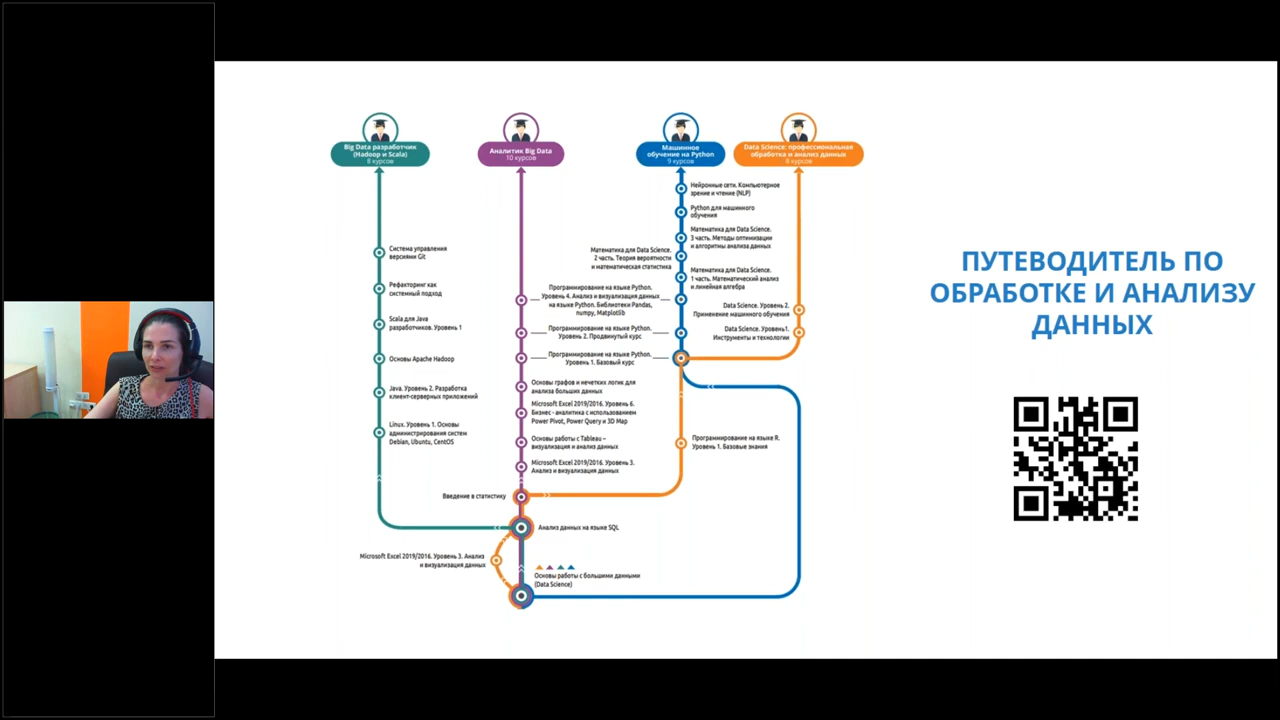 Big Data разработчик
(Hadoop и Scala)
8 курсов
Аналитик Big Data
10 курсов
Машинное
обучение на Python
9 курсов
Data Science: профессиональная
обработка и анализ данных
8 курсов
Система управления
версиями Git
Рефакторинг как
системный подход
Scala для Java
разработчиков. Уровень 1
Основы Apache Hadoop
Java. Уровень 2. Разработка
клиент-серверных приложений
Linux. Уровень 1. Основы
администрирования систем
Debian, Ubuntu, CentOS
Нейронные сети. Компьютерное
зрение и чтение (NLP)
Python для машинного
обучения
Математика для Data Science.
3 часть. Методы оптимизации
и алгоритмы анализа данных
Математика для Data Science.
2 часть. Теория вероятности
и математическая статистика
Математика для Data Science.
1 часть. Математический анализ
и линейная алгебра
Программирование на языке Python.
Уровень 4. Анализ и визуализация данных
на языке Python. Библиотеки Pandas,
numpy, Matplotlib
Data Science. Уровень 2.
Применение машинного обучения
Программирование на языке Python.
Уровень 2. Продвинутый курс
Data Science. Уровень1.
Инструменты и технологии
Программирование на языке Python.
Уровень 1. Базовый курс
Основы графов и нечетких логик для
анализа больших данных
Microsoft Excel 2019/2016. Уровень 6.
Бизнес - аналитика с использованием
Power Pivot, Power Query и 3D Map
Основы работы с Tableau –
визуализация и анализ данных
Microsoft Excel 2019/2016. Уровень 3.
Анализ и визуализация данных
Программирование на языке R.
Уровень 1. Базовые знания
Введение в статистику
Анализ данных на языке SQL
Microsoft Excel 2019/2016. Уровень 3. Анализ
и визуализация данных
Основы работы с большими данными
(Data Science)
ПУТЕВОДИТЕЛЬ ПО
ОБРАБОТКЕ И АНАЛИЗУ
ДАННЫХ